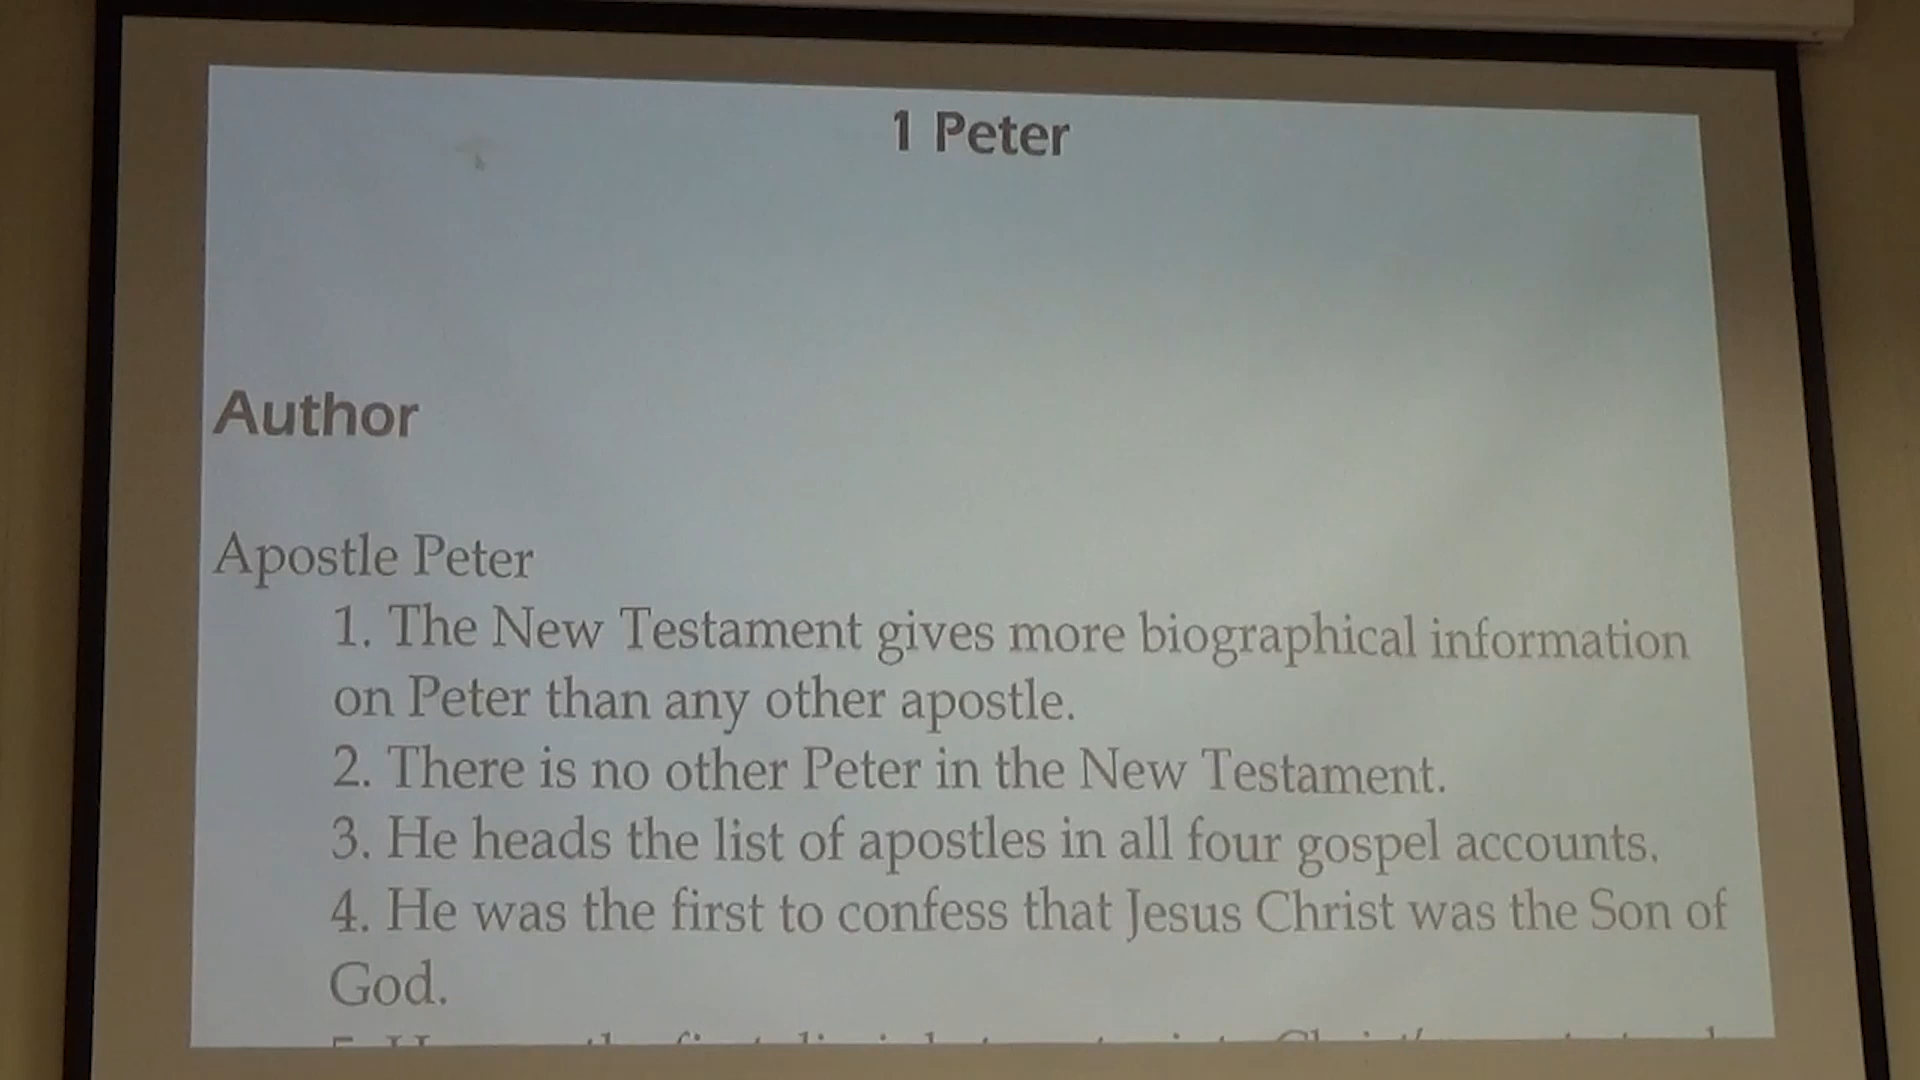 1 Peter
Author
Apostle Peter
1. The New Testament gives more biographical information
on Peter than any other apostle.
2. There is no other Peter in the New Testament.
3. He heads the list of apostles in all four gospel accounts.
4. He was the first to confess that Jesus Christ was the Son of
God.